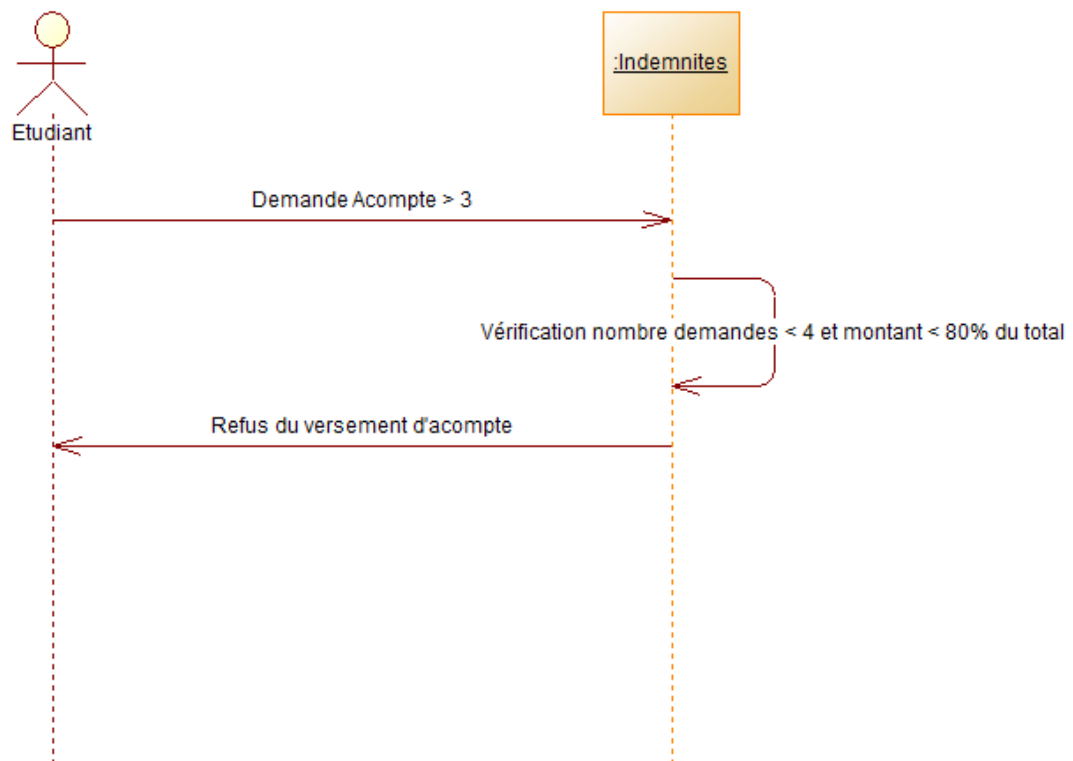 :Indemnites
Etudiant
Demande Acompte > 3
Vérification nombre demandes < 4 et montant < 80% du total
Refus du versement d'acompte